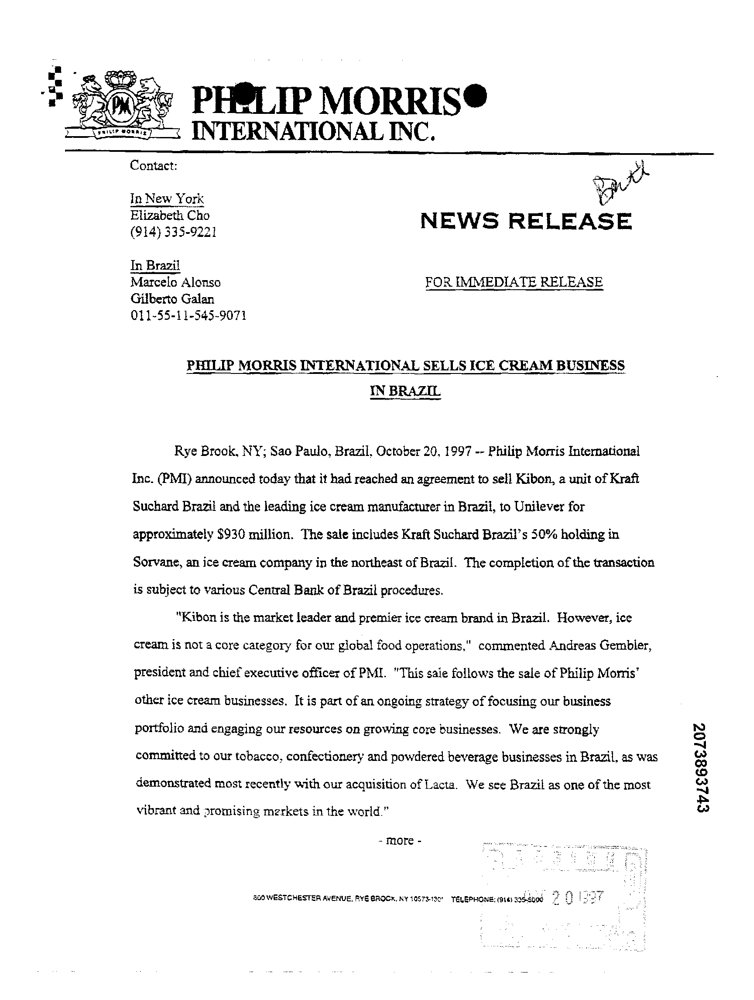 PM
PHILIP MORRIS
PHILIP MORRIS
INTERNATIONAL INC.
Contact:
In New York
Elizabeth Cho
(914) 335-9221
NEWS RELEASE
In Brazil
Marcelo Alonso
FOR IMMEDIATE RELEASE
Gilberto Galan
011-55-11-545-9071
PHILIP MORRIS INTERNATIONAL SELLS ICE CREAM BUSINESS
IN BRAZIL
Rye Brook, NY; Sao Paulo, Brazil, October 20, 1997 -- Philip Morris International
Inc. (PMI) announced today that it had reached an agreement to sell Kibon, a unit of Kraft
Suchard Brazil and the leading ice cream manufacturer in Brazil, to Unilever for
approximately $930 million. The sale includes Kraft Suchard Brazil's 50% holding in
Sorvane, an ice cream company in the northeast of Brazil. The completion of the transaction
is subject to various Central Bank of Brazil procedures.
"Kibon is the market leader and premier ice cream brand in Brazil. However, ice
cream is not a core category for our global food operations," commented Andreas Gembler,
president and chief executive officer of PMI. "This sale follows the sale of Philip Morris'
other ice cream businesses. It is part of an ongoing strategy of focusing our business
portfolio and engaging our resources on growing core businesses. We are strongly
committed to our tobacco, confectionery and powdered beverage businesses in Brazil, as was
demonstrated most recently with our acquisition of Lacta. We see Brazil as one of the most
vibrant and promising markets in the world."
- more -
800 WESTCHESTER AVENUE, RYE BROOK, NY 10573-1301 TELEPHONE: (914) 335-5000
20 1997
2073893743